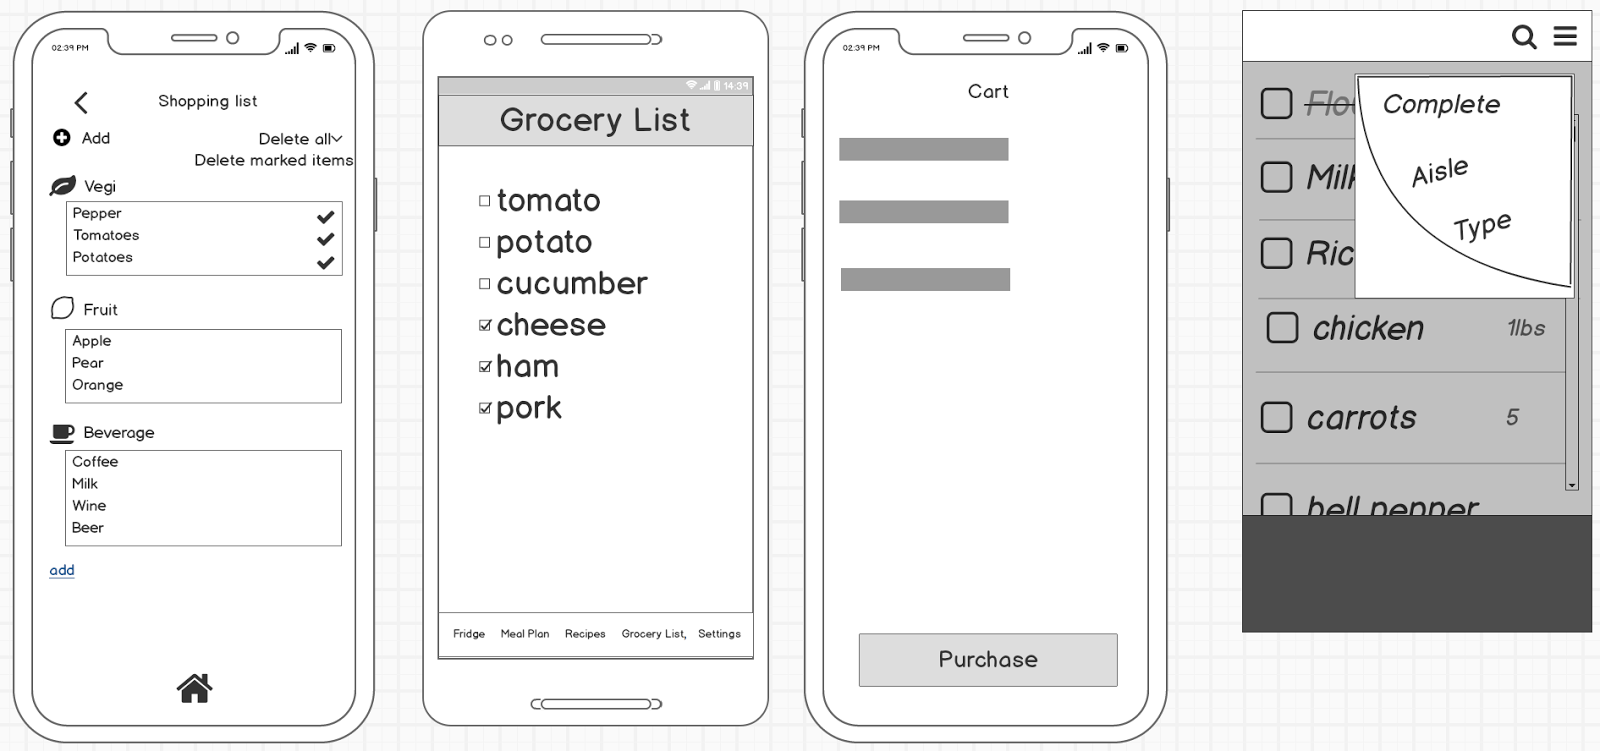 02:39 PM
Shopping list
Add
Delete all
Delete marked items
Vegi
Pepper
Tomatoes
Potatoes
Fruit
Apple
Pear
Orange
Beverage
Coffee
Milk
Wine
Beer
add
14:39
Grocery List
tomato
potato
cucumber
cheese
ham
pork
Fridge Meal Plan Recipes Grocery List, Settings
02:39 PM
Cart
Purchase
Flo
Complete
Milk
Aisle
Type
Ric
chicken 1lbs
carrots 5
bell pepper